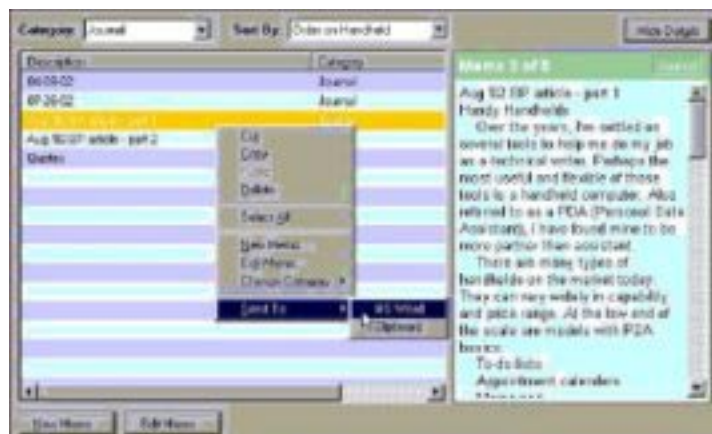 Category: Journal Sort By: Order on Handheld Hide Details
Description Category
Journal
07-26-02 Journal
Aug '02 article - part 1
Aug '02 article - part 2
Quotes
Cut
Copy
Paste
Delete
Select All
New Memo
Edit Memo
Change Category
Send To
MS Word
Clipboard
New Memo Edit Memo
Memo 3 of 5
Aug '02 article - part 1
Handy Handhelds
Over the years, I've settled on
several tools to help me do my job
as a technical writer. Perhaps the
most useful and flexible of those
tools is a handheld computer. Also
referred to as a PDA (Personal Data
Assistant), I have found mine to be
more partner than assistant.
There are many types of
handhelds on the market today.
They can vary widely in capability
and price range. At the low end of
the scale are models with PDA
basics:
To-do lists
Appointment calendars